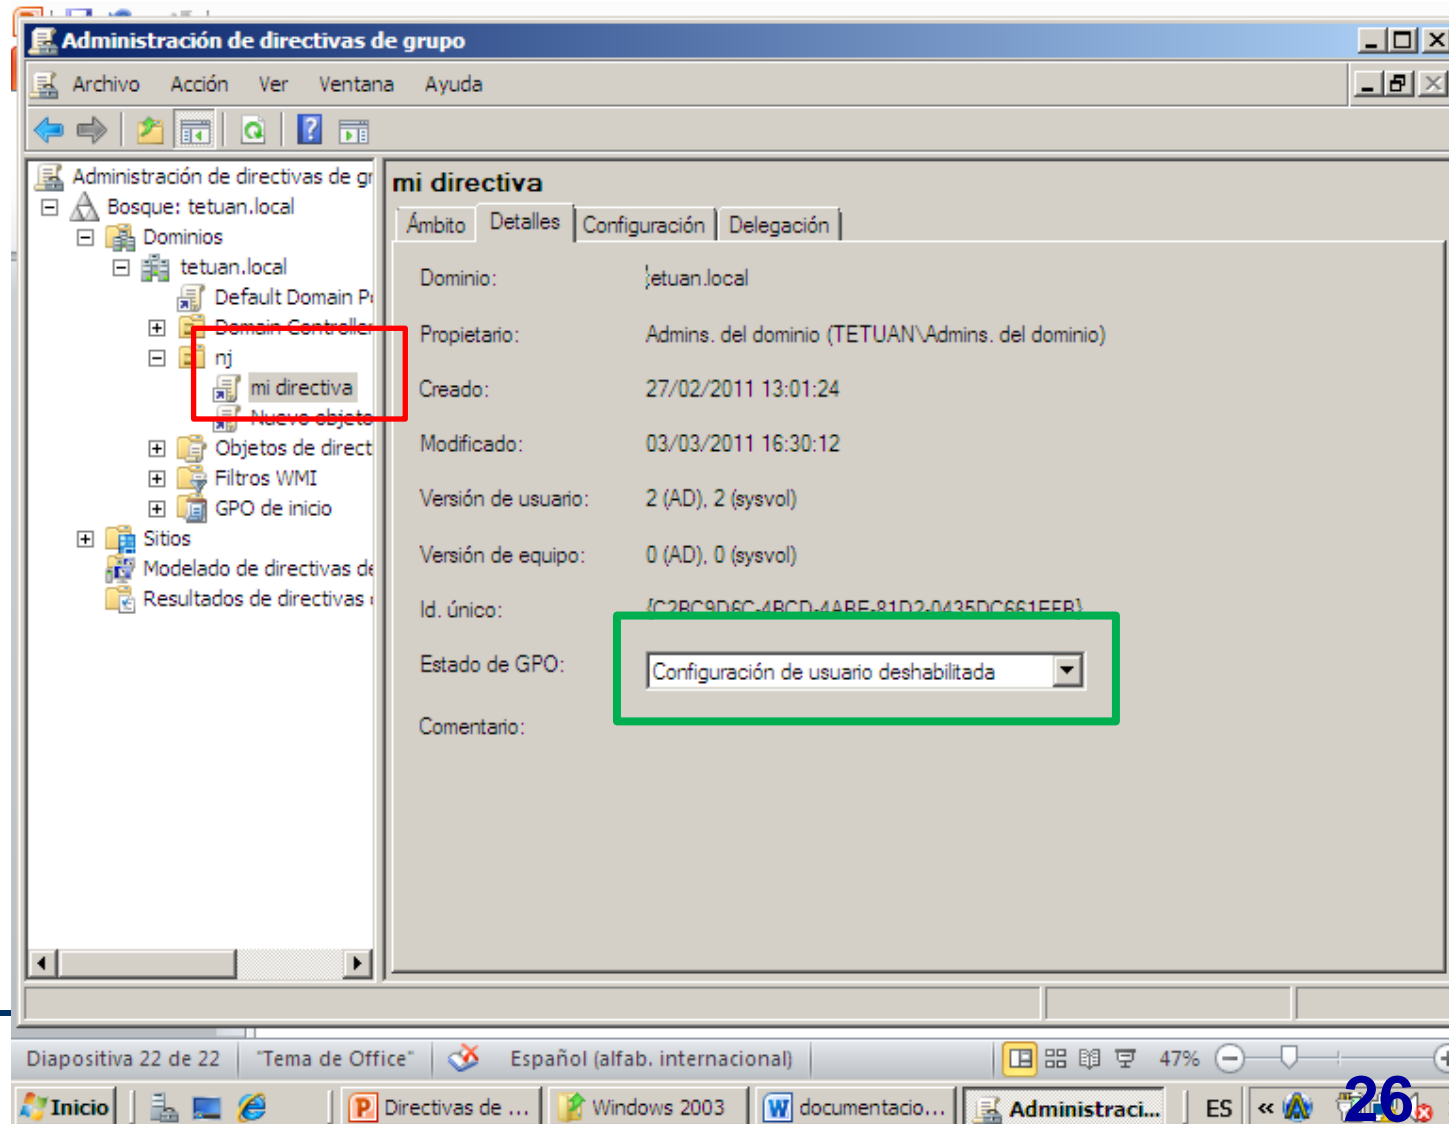 Administración de directivas de grupo
Archivo Acción Ver Ventana Ayuda
Administración de directivas de gr
Bosque: tetuan.local
Dominios
tetuan.local
Default Domain P
Domain Controller
nj
mi directiva
Nuevo objeto
Objetos de direct
Filtros WMI
GPO de inicio
Sitios
Modelado de directivas de
Resultados de directivas
mi directiva
Ámbito Detalles Configuración Delegación
Dominio: tetuan.local
Propietario: Admins. del dominio (TETUAN\Admins. del dominio)
Creado: 27/02/2011 13:01:24
Modificado: 03/03/2011 16:30:12
Versión de usuario: 2 (AD), 2 (sysvol)
Versión de equipo: 0 (AD), 0 (sysvol)
Id. único:
Estado de GPO: Configuración de usuario deshabilitada
Comentario:
Diapositiva 22 de 22 "Tema de Office" Español (alfab. internacional) 47%
Inicio Directivas de ... Windows 2003 documentacio... Administraci... ES «
26